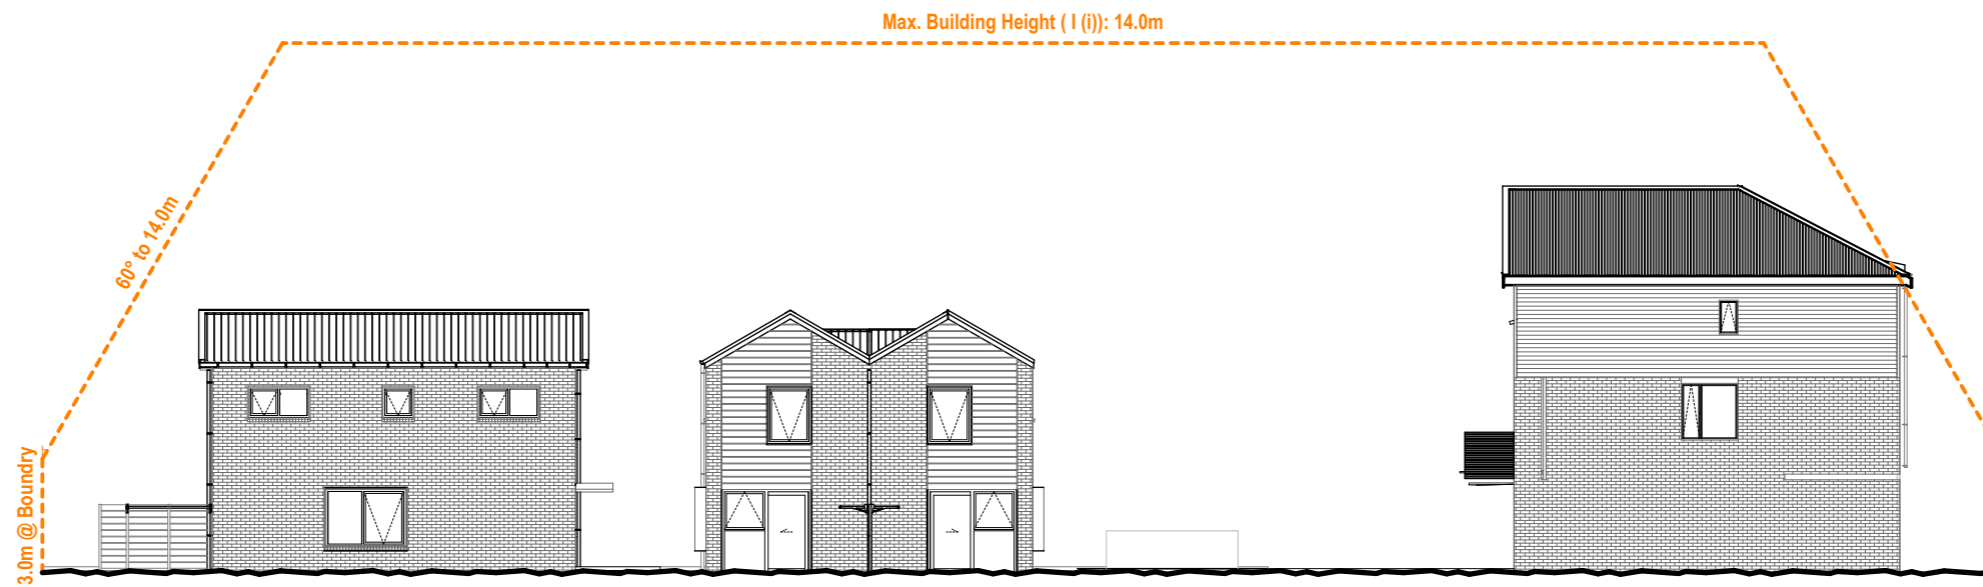 Max. Building Height ( I (i)): 14.0m
60° to 14.0m
3.0m @ Boundry